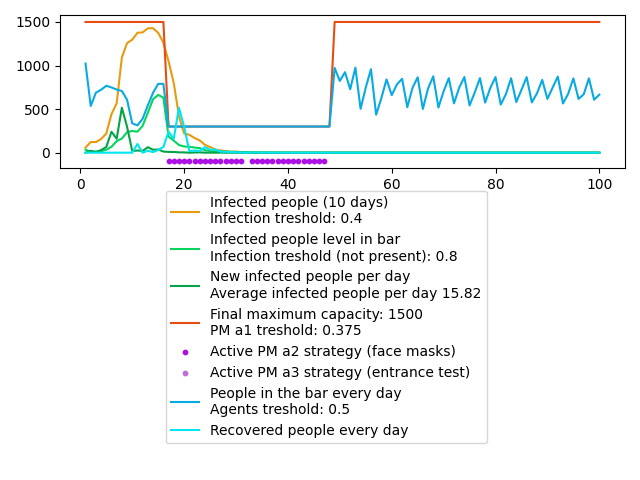 1500
1000
500
0
0 20 40 60 80 100
Infected people (10 days)
Infection treshold: 0.4
Infected people level in bar
Infection treshold (not present): 0.8
New infected people per day
Average infected people per day 15.82
Final maximum capacity: 1500
PM a1 treshold: 0.375
Active PM a2 strategy (face masks)
Active PM a3 strategy (entrance test)
People in the bar every day
Agents treshold: 0.5
Recovered people every day